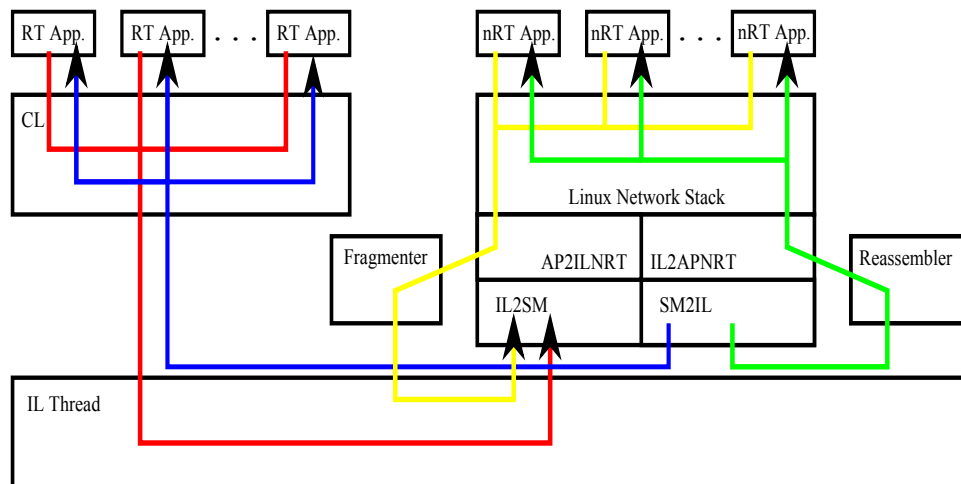 RT App. RT App. . . . RT App. nRT App. nRT App. . . . nRT App.
CL
Linux Network Stack
Fragmenter AP2ILNRT IL2APNRT Reassembler
IL2SM SM2IL
IL Thread